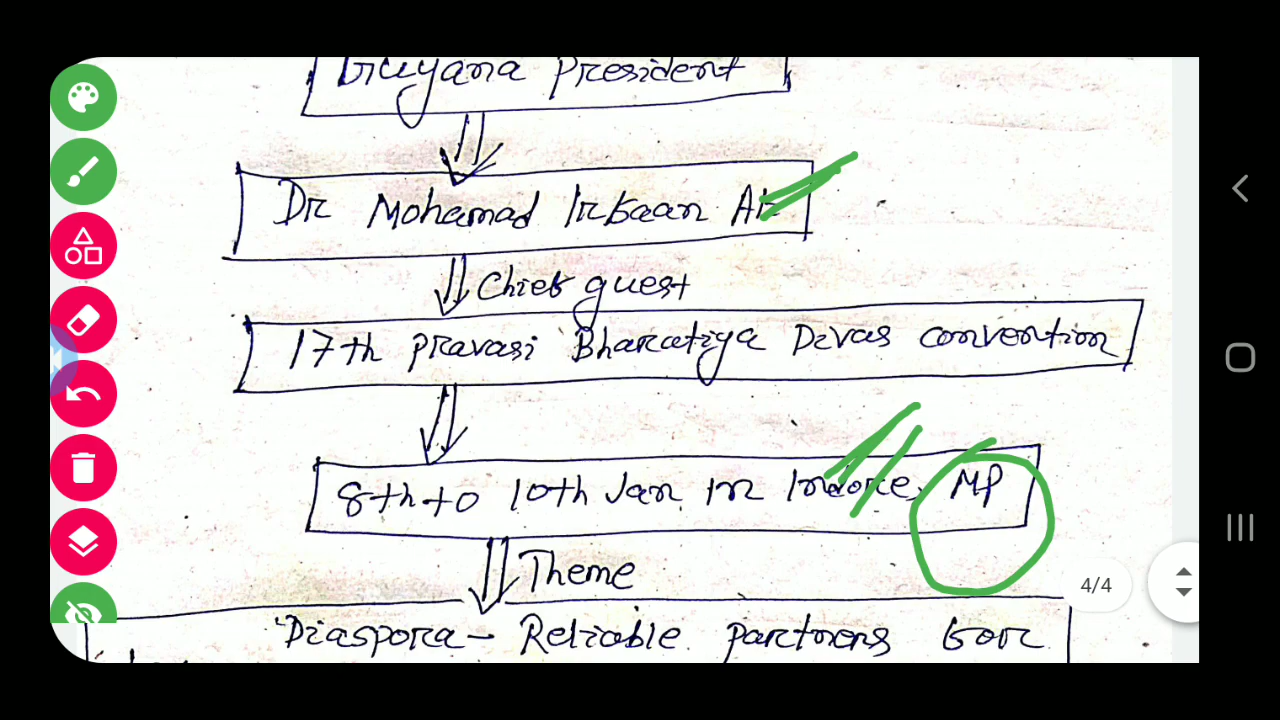 Guyana President
Dr Mohamad Irfaan Ali
Chief guest
17th Pravasi Bharatiya Divas convention
8th to 10th Jan in Indore, MP
Theme
4/4
'Diaspora - Reliable partners for